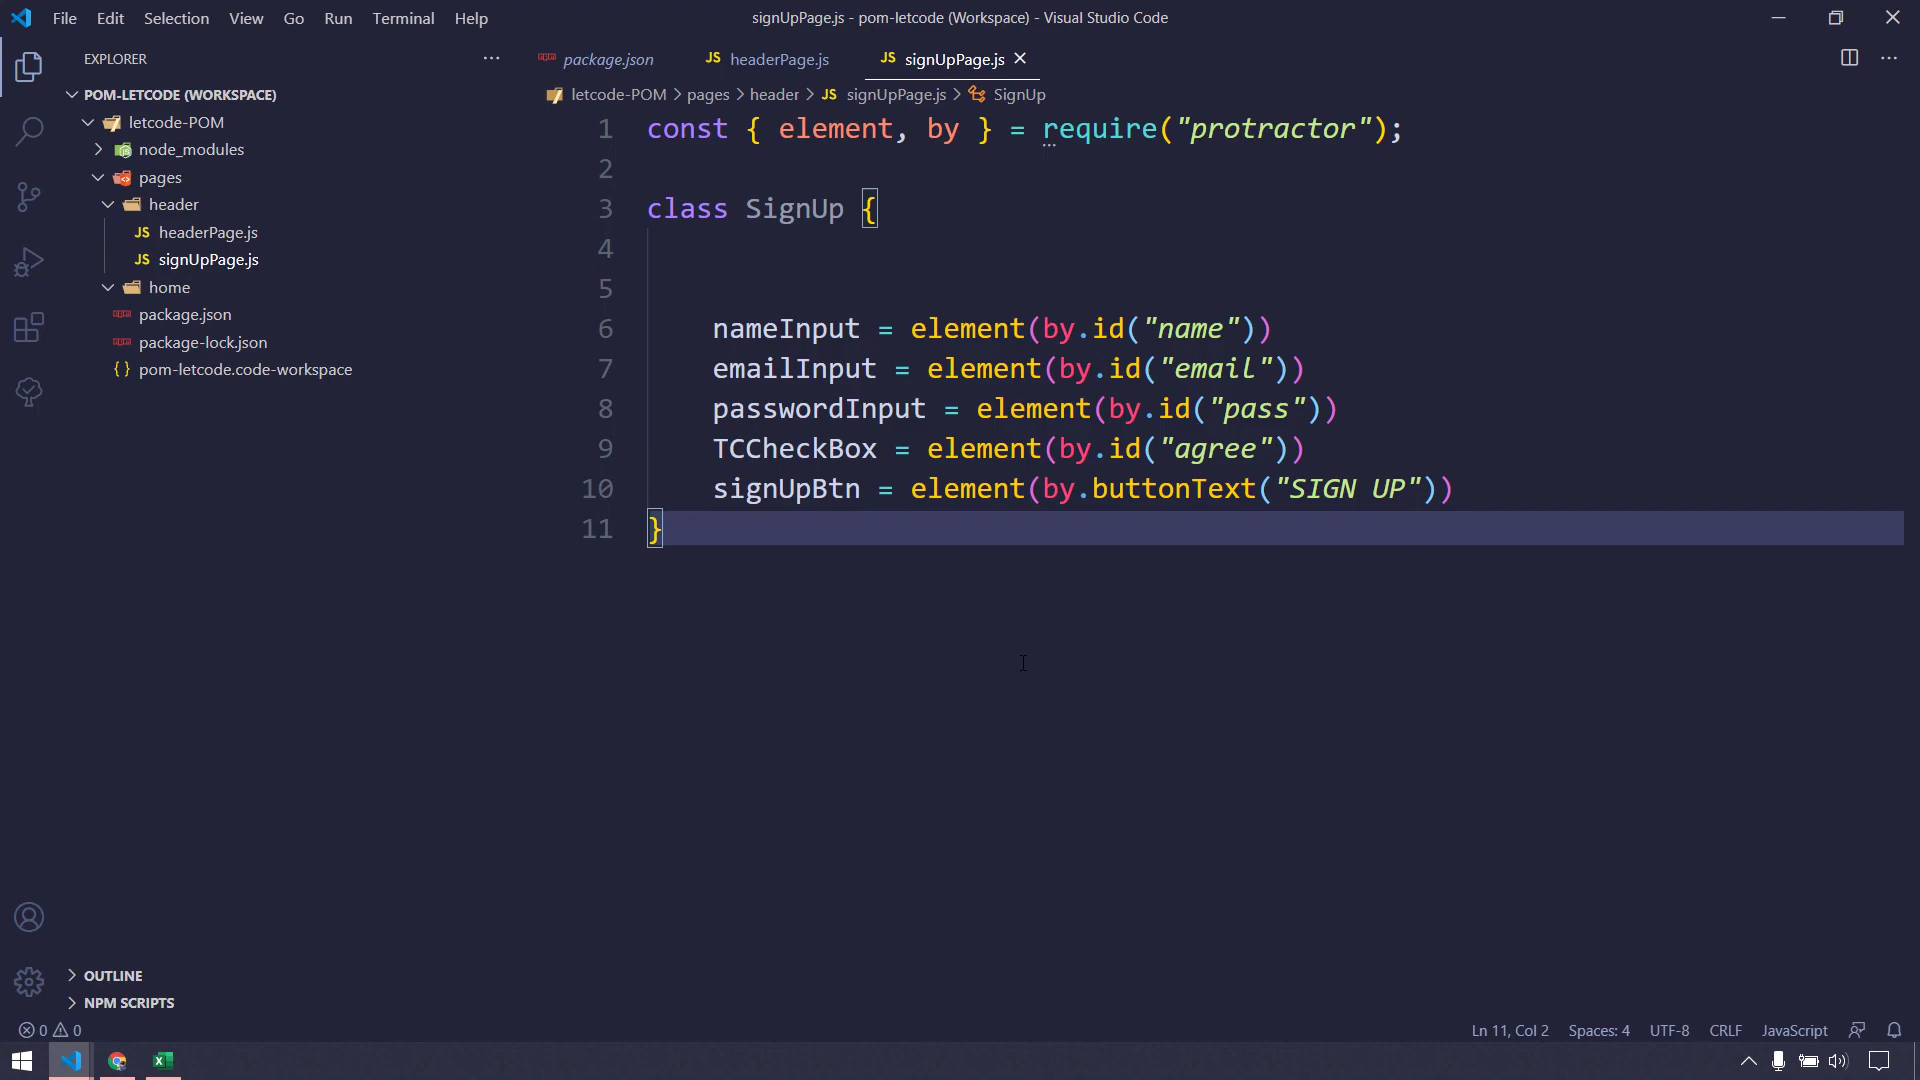 File Edit Selection View Go Run Terminal Help
signUpPage.js - pom-letcode (Workspace) - Visual Studio Code
EXPLORER
POM-LETCODE (WORKSPACE)
letcode-POM
node_modules
pages
header
JS headerPage.js
JS signUpPage.js
home
package.json
package-lock.json
{} pom-letcode.code-workspace
OUTLINE
NPM SCRIPTS
package.json JS headerPage.js JS signUpPage.js
letcode-POM > pages > header > JS signUpPage.js > SignUp
1 const { element, by } = require("protractor");
2
3 class SignUp {
4
5
6 nameInput = element(by.id("name"))
7 emailInput = element(by.id("email"))
8 passwordInput = element(by.id("pass"))
9 TCCheckBox = element(by.id("agree"))
10 signUpBtn = element(by.buttonText("SIGN UP"))
11 }
0 0 Ln 11, Col 2 Spaces: 4 UTF-8 CRLF JavaScript